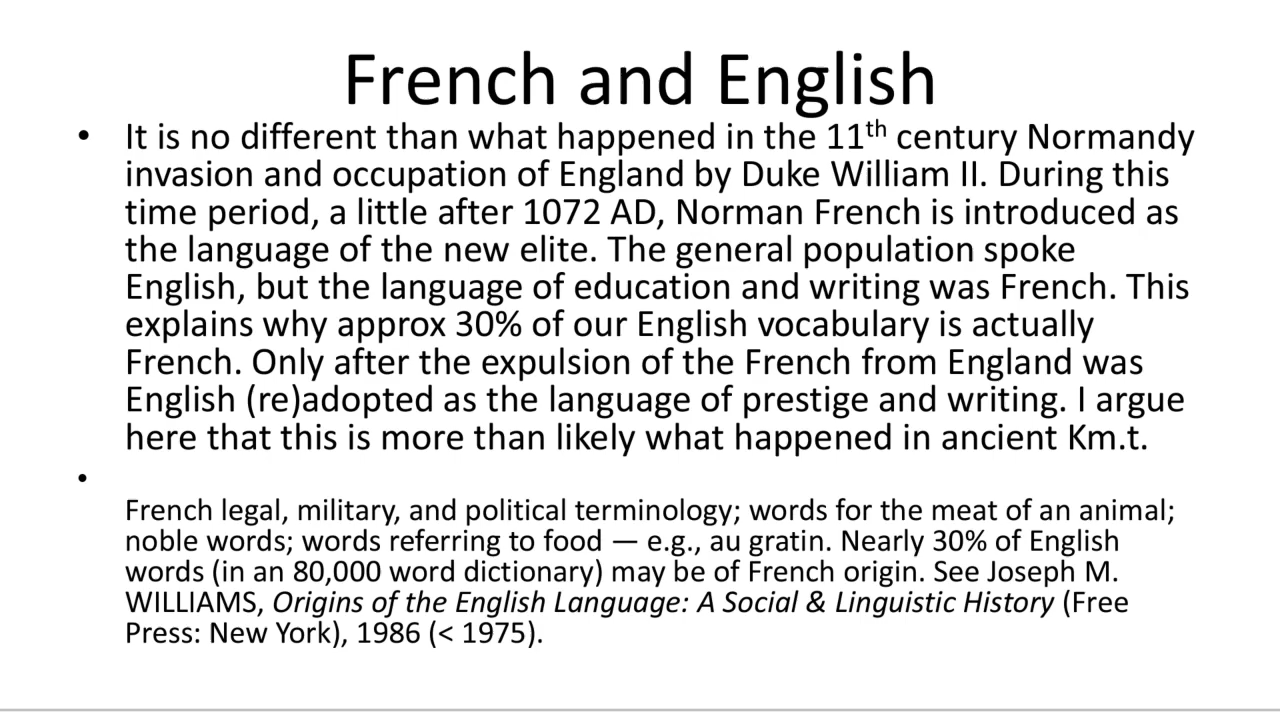 French and English
• It is no different than what happened in the 11th century Normandy
invasion and occupation of England by Duke William II. During this
time period, a little after 1072 AD, Norman French is introduced as
the language of the new elite. The general population spoke
English, but the language of education and writing was French. This
explains why approx 30% of our English vocabulary is actually
French. Only after the expulsion of the French from England was
English (re)adopted as the language of prestige and writing. I argue
here that this is more than likely what happened in ancient Km.t.
•
French legal, military, and political terminology; words for the meat of an animal;
noble words; words referring to food — e.g., au gratin. Nearly 30% of English
words (in an 80,000 word dictionary) may be of French origin. See Joseph M.
WILLIAMS, Origins of the English Language: A Social & Linguistic History (Free
Press: New York), 1986 (< 1975).